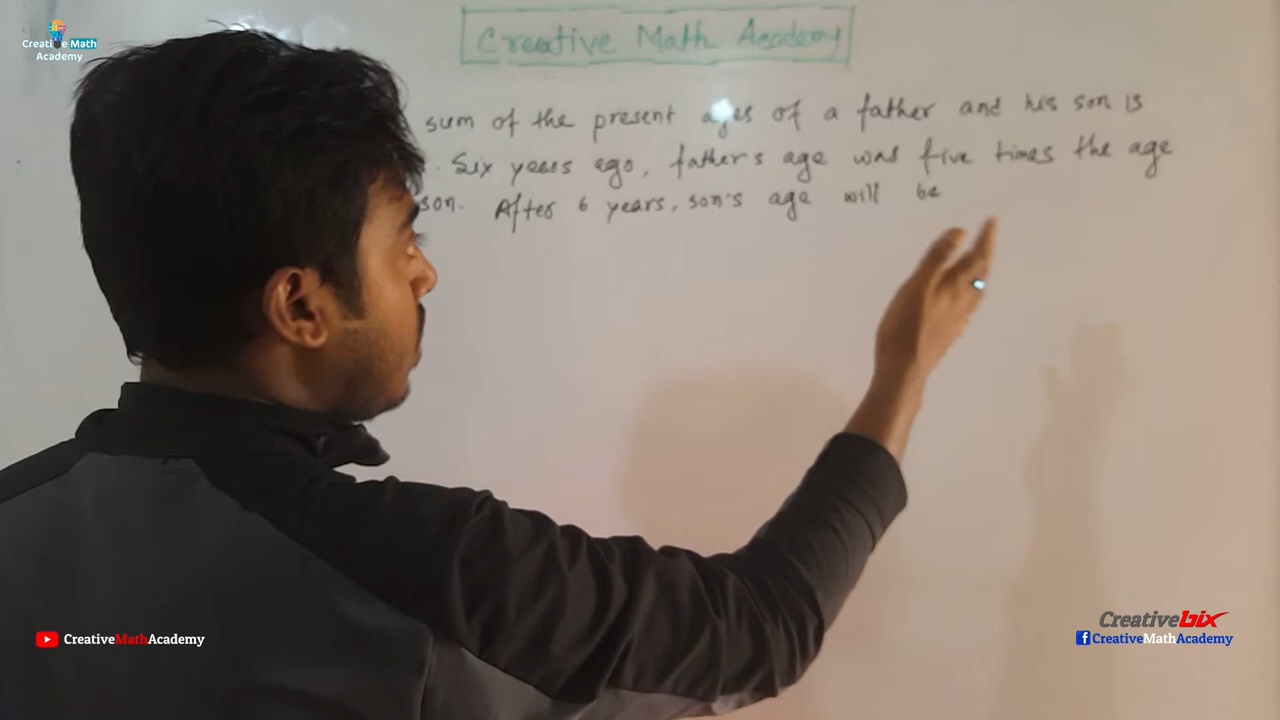 Creative Math
Academy
Creative Math Academy
sum of the present ages of a father and his son is
. Six years ago, father's age was five times the age
son. After 6 years, son's age will be
CreativeMathAcademy
Creativebix
f CreativeMathAcademy